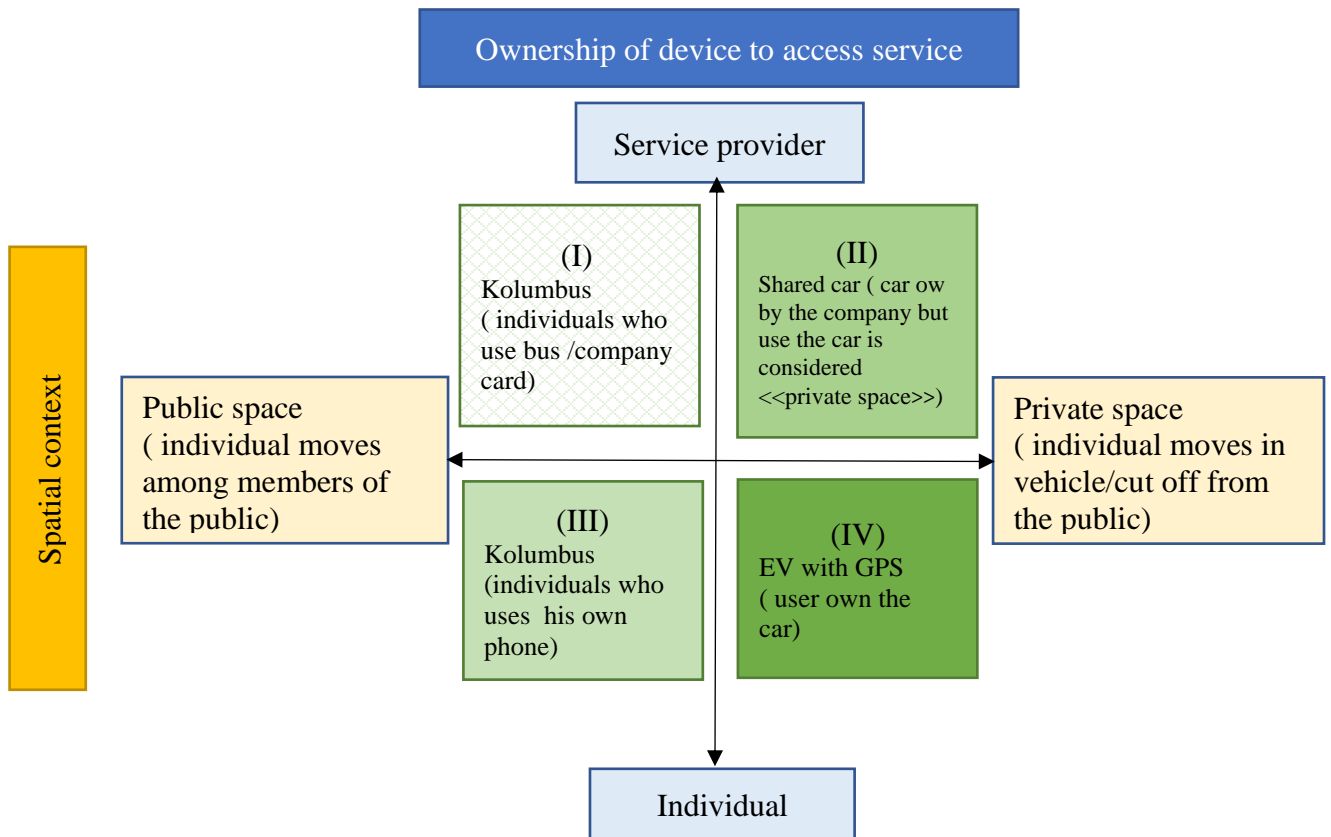 Ownership of device to access service
Service provider
(I)
Kolumbus
( individuals who
use bus /company
card)
(II)
Shared car ( car ow
by the company but
use the car is
considered
<<private space>>)
Spatial context
Public space
( individual moves
among members of
the public)
Private space
( individual moves in
vehicle/cut off from
the public)
(III)
Kolumbus
(individuals who
uses his own
phone)
(IV)
EV with GPS
( user own the
car)
Individual